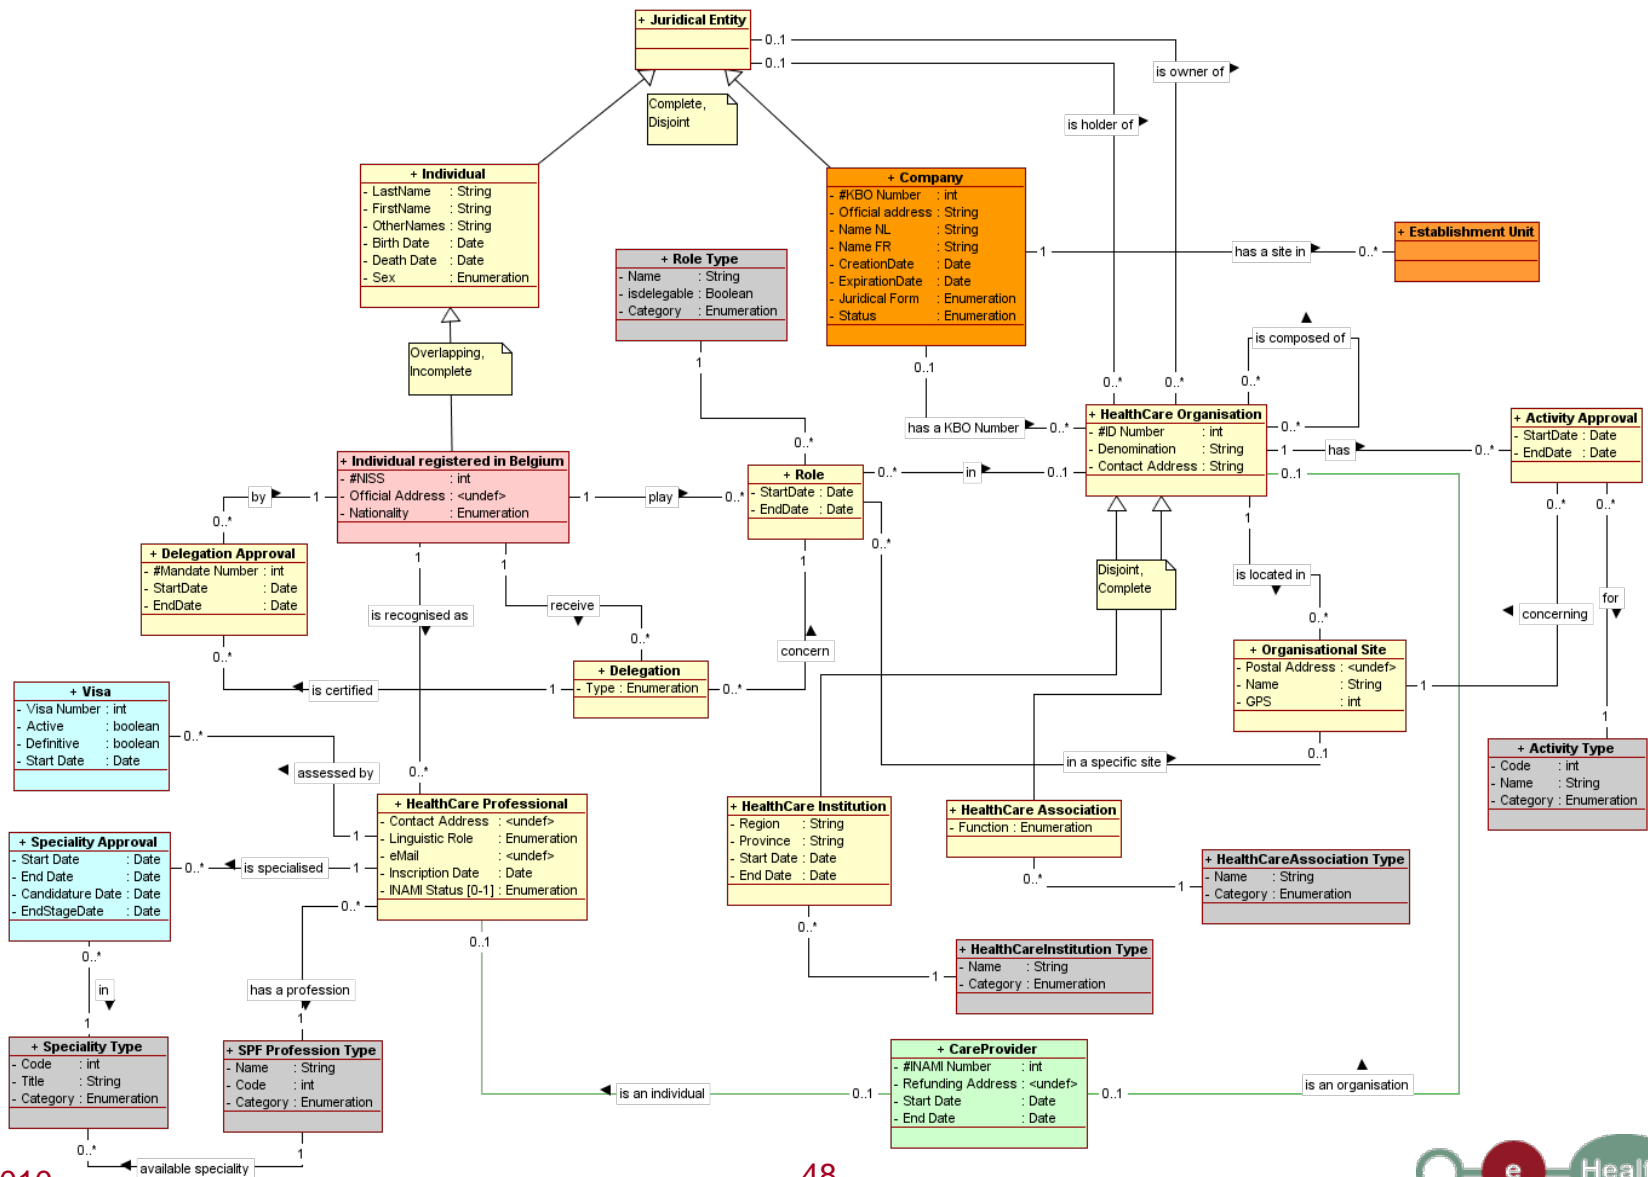 + Juridical Entity
0..1
0..1
is owner of
is holder of
Complete,
Disjoint
+ Individual
- LastName : String
- FirstName : String
- OtherNames : String
- Birth Date : Date
- Death Date : Date
- Sex : Enumeration
+ Company
- #KBO Number : int
- Official address : String
- Name NL : String
- Name FR : String
- CreationDate : Date
- ExpirationDate : Date
- Juridical Form : Enumeration
- Status : Enumeration
1
has a site in
0..*
+ Establishment Unit
+ Role Type
- Name : String
- isdelegable : Boolean
- Category : Enumeration
1
0..*
Overlapping,
Incomplete
0..1
has a KBO Number
0..*
0..*
0..*
is composed of
0..*
0..*
+ HealthCare Organisation
- #ID Number : int
- Denomination : String
- Contact Address : String
1
has
0..*
0..1
+ Activity Approval
- StartDate : Date
- EndDate : Date
0..*
0..*
+ Individual registered in Belgium
- #NISS : int
- Official Address : <undef>
- Nationality : Enumeration
by
1
0..*
1
play
0..*
+ Role
- StartDate : Date
- EndDate : Date
0..*
in
0..1
0..*
1
1
1
+ Delegation Approval
- #Mandate Number : int
- StartDate : Date
- EndDate : Date
0..*
is recognised as
receive
0..*
concern
Disjoint,
Complete
1
is located in
0..*
concerning
for
1
+ Delegation
- Type : Enumeration
1
is certified
0..*
+ Organisational Site
- Postal Address : <undef>
- Name : String
- GPS : int
1
0..1
in a specific site
+ Activity Type
- Code : int
- Name : String
- Category : Enumeration
+ Visa
- Visa Number : int
- Active : boolean
- Definitive : boolean
- Start Date : Date
0..*
assessed by
1
0..*
+ HealthCare Professional
- Contact Address : <undef>
- Linguistic Role : Enumeration
- eMail : <undef>
- Inscription Date : Date
- INAMI Status [0-1] : Enumeration
+ Speciality Approval
- Start Date : Date
- End Date : Date
- Candidature Date : Date
- EndStageDate : Date
0..*
is specialised
1
0..*
0..1
+ HealthCare Institution
- Region : String
- Province : String
- Start Date : Date
- End Date : Date
0..*
+ HealthCare Association
- Function : Enumeration
0..*
1
+ HealthCareAssociation Type
- Name : String
- Category : Enumeration
1
+ HealthCareInstitution Type
- Name : String
- Category : Enumeration
0..*
in
1
has a profession
1
+ Speciality Type
- Code : int
- Title : String
- Category : Enumeration
0..*
+ SPF Profession Type
- Name : String
- Code : int
- Category : Enumeration
1
available speciality
is an individual
0..1
+ CareProvider
- #INAMI Number : int
- Refunding Address : <undef>
- Start Date : Date
- End Date : Date
0..1
is an organisation
48
e